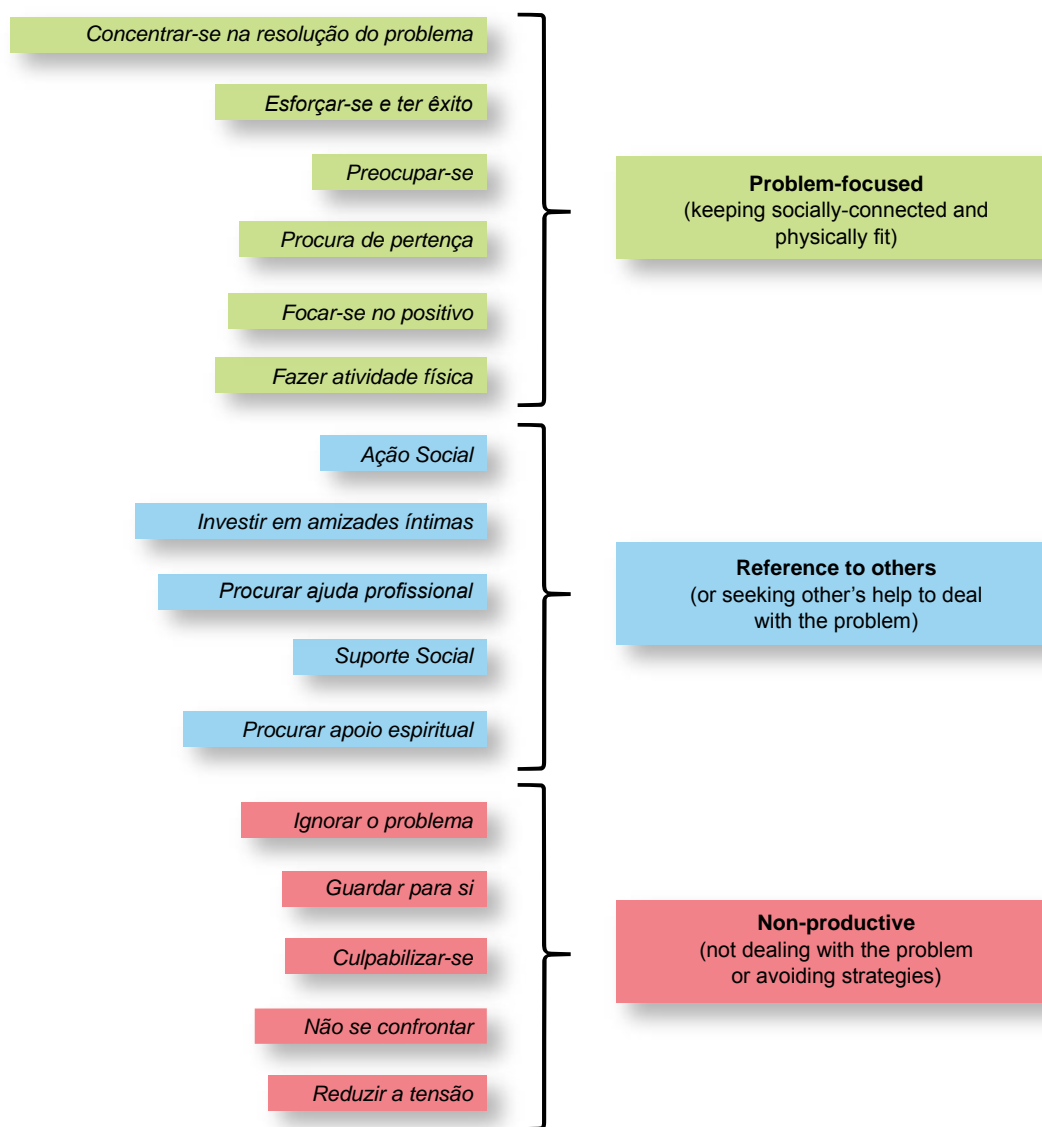 Concentrar-se na resolução do problema
Esforçar-se e ter êxito
Preocupar-se
Procura de pertença
Focar-se no positivo
Fazer atividade física
Problem-focused
(keeping socially-connected and
physically fit)
Ação Social
Investir em amizades íntimas
Procurar ajuda profissional
Suporte Social
Procurar apoio espiritual
Reference to others
(or seeking other’s help to deal
with the problem)
Ignorar o problema
Guardar para si
Culpabilizar-se
Não se confrontar
Reduzir a tensão
Non-productive
(not dealing with the problem
or avoiding strategies)